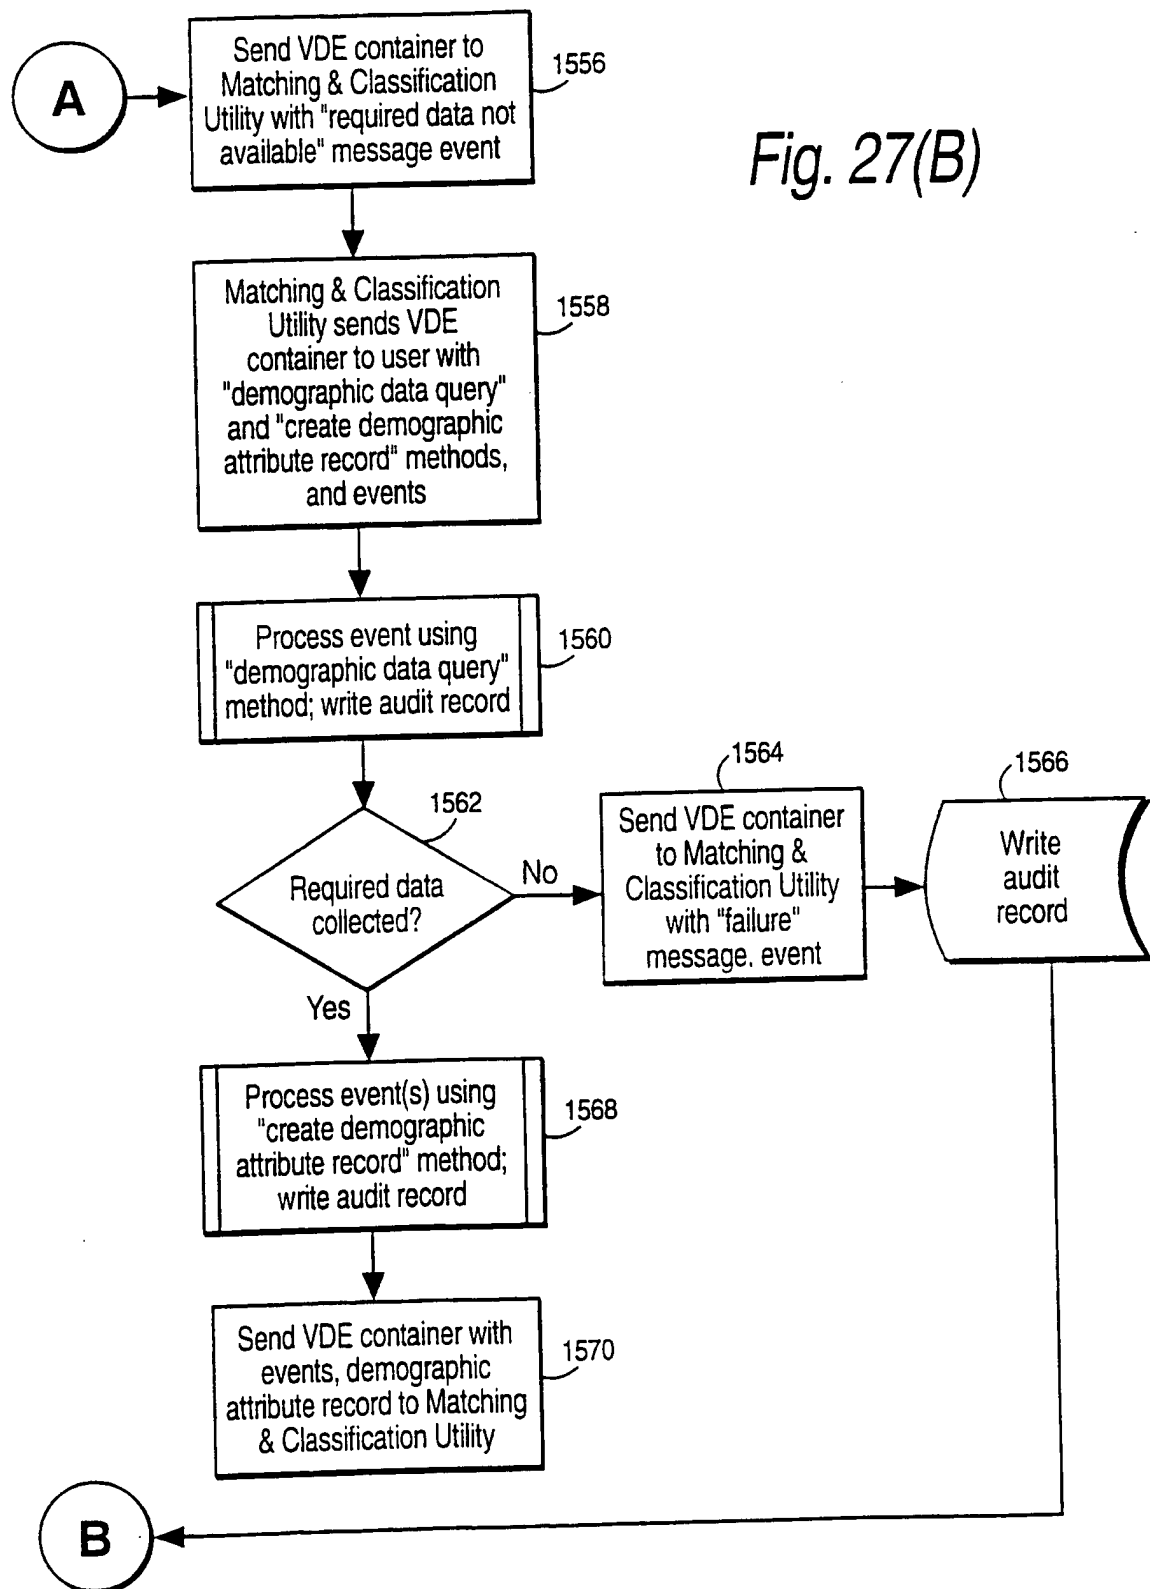 A
Send VDE container to
Matching & Classification
Utility with "required data not
available" message event
1556
Fig. 27(B)
Matching & Classification
Utility sends VDE
container to user with
"demographic data query"
and "create demographic
attribute record" methods,
and events
1558
Process event using
"demographic data query"
method; write audit record
1560
Required data
collected?
1562
No
Yes
Send VDE container
to Matching &
Classification Utility
with "failure"
message. event
1564
Write
audit
record
1566
Process event(s) using
"create demographic
attribute record" method;
write audit record
1568
Send VDE container with
events, demographic
attribute record to Matching
& Classification Utility
1570
B